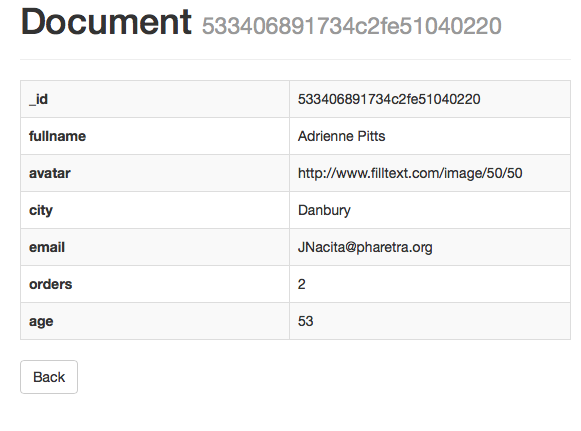 Document 533406891734c2fe51040220
_id 533406891734c2fe51040220
fullname Adrienne Pitts
avatar http://www.filltext.com/image/50/50
city Danbury
email JNacita@pharetra.org
orders 2
age 53
Back